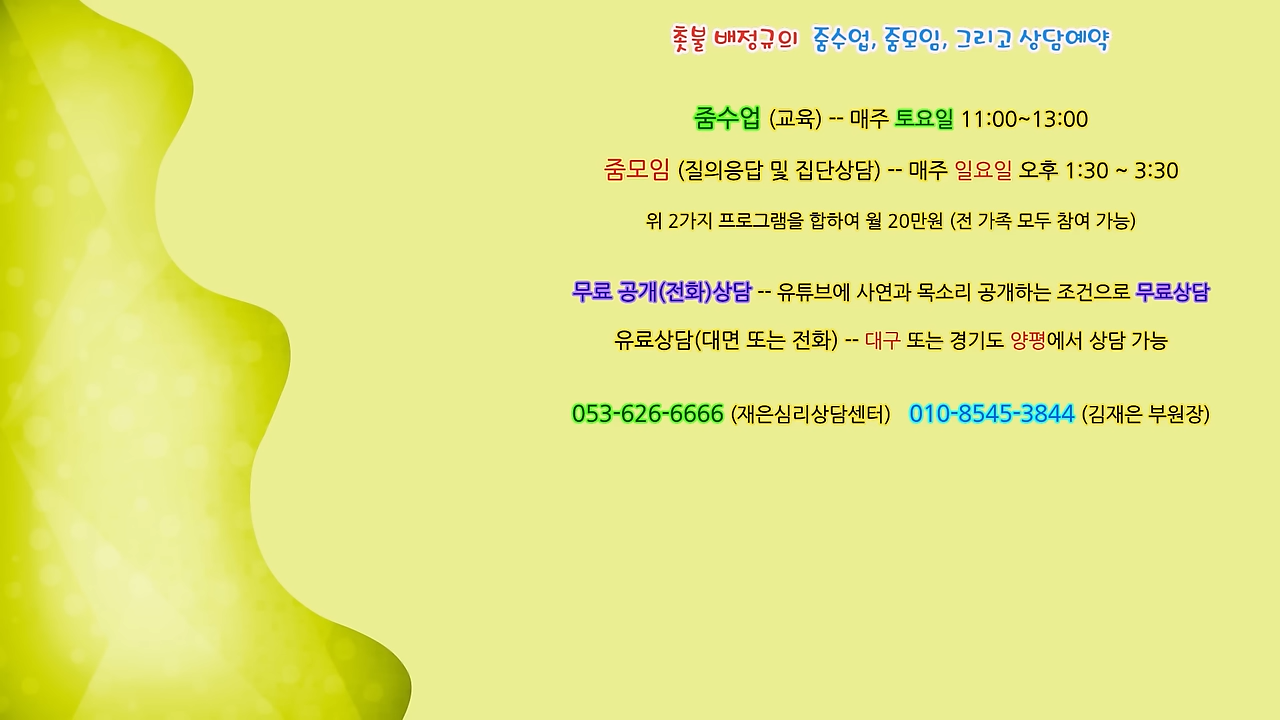 촛불 배정규의 줌수업, 줌모임, 그리고 상담예약
줌수업 (교육) -- 매주 토요일 11:00~13:00
줌모임 (질의응답 및 집단상담) -- 매주 일요일 오후 1:30 ~ 3:30
위 2가지 프로그램을 합하여 월 20만원 (전 가족 모두 참여 가능)
무료 공개(전화)상담 -- 유튜브에 사연과 목소리 공개하는 조건으로 무료상담
유료상담(대면 또는 전화) -- 대구 또는 경기도 양평에서 상담 가능
053-626-6666 (재은심리상담센터) 010-8545-3844 (김재은 부원장)